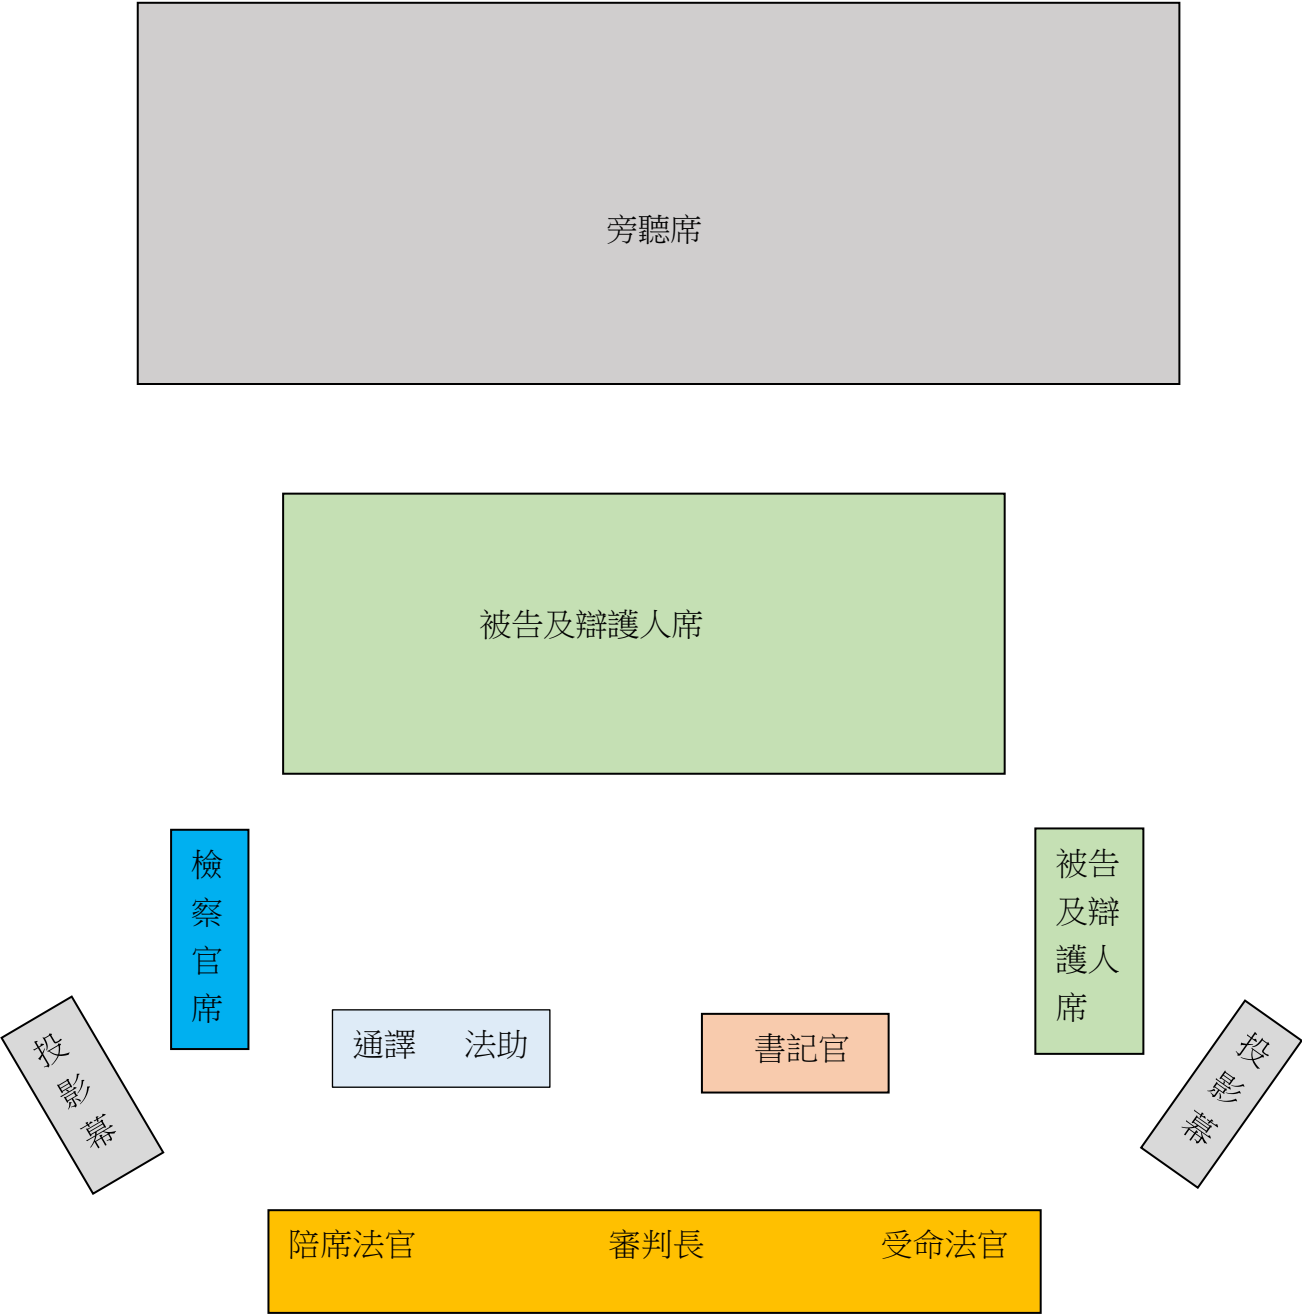 旁聽席
被告及辯護人席
檢
察
官
席
被告
及辯
護人
席
投
影
幕
通譯 法助
書記官
投
影
幕
陪席法官 審判長 受命法官